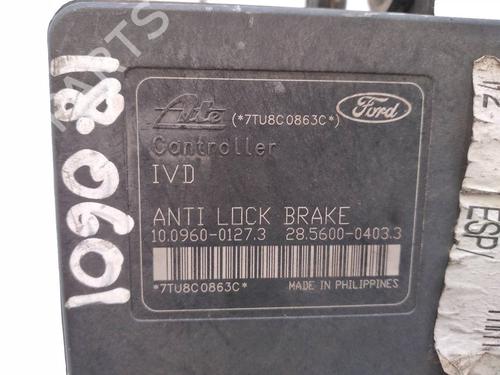 Ate (*7TU8C0863C*) Ford
Controller
IVD
ANTI LOCK BRAKE
10.0960-0127.3 28.5600-0403.3
*7TU8C0863C* MADE IN PHILIPPINES
1090.81
ESP/
PARTS